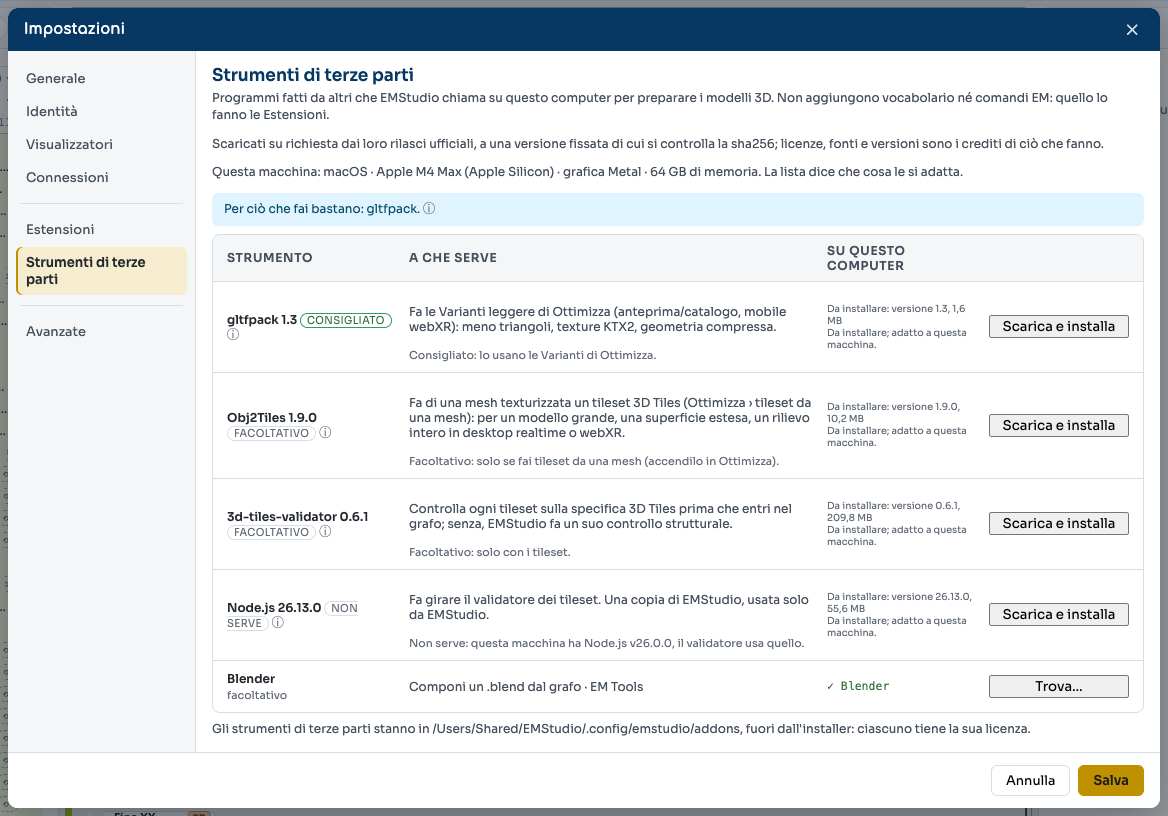 Impostazioni
Generale
Identità
Visualizzatori
Connessioni
Estensioni
Strumenti di terze
parti
Avanzate
Strumenti di terze parti
Programmi fatti da altri che EMStudio chiama su questo computer per preparare i modelli 3D. Non aggiungono vocabolario né comandi EM: quello lo
fanno le Estensioni.
Scaricati su richiesta dai loro rilasci ufficiali, a una versione fissata di cui si controlla la sha256; licenze, fonti e versioni sono i crediti di ciò che fanno.
Questa macchina: macOS · Apple M4 Max (Apple Silicon) · grafica Metal · 64 GB di memoria. La lista dice che cosa le si adatta.
Per ciò che fai bastano: gltfpack. ⓘ
STRUMENTO
A CHE SERVE
SU QUESTO
COMPUTER
gltfpack 1.3 CONSIGLIATO
ⓘ
Fa le Varianti leggere di Ottimizza (anteprima/catalogo, mobile
webXR): meno triangoli, texture KTX2, geometria compressa.
Consigliato: lo usano le Varianti di Ottimizza.
Da installare: versione 1.3, 1,6
MB
Da installare; adatto a questa
macchina.
Scarica e installa
Obj2Tiles 1.9.0
FACOLTATIVO ⓘ
Fa di una mesh texturizzata un tileset 3D Tiles (Ottimizza › tileset da
una mesh): per un modello grande, una superficie estesa, un rilievo
intero in desktop realtime o webXR.
Facoltativo: solo se fai tileset da una mesh (accendilo in Ottimizza).
Da installare: versione 1.9.0,
10,2 MB
Da installare; adatto a questa
macchina.
Scarica e installa
3d-tiles-validator 0.6.1
FACOLTATIVO ⓘ
Controlla ogni tileset sulla specifica 3D Tiles prima che entri nel
grafo; senza, EMStudio fa un suo controllo strutturale.
Facoltativo: solo con i tileset.
Da installare: versione 0.6.1,
209,8 MB
Da installare; adatto a questa
macchina.
Scarica e installa
Node.js 26.13.0 NON
SERVE ⓘ
Fa girare il validatore dei tileset. Una copia di EMStudio, usata solo
da EMStudio.
Non serve: questa macchina ha Node.js v26.0.0, il validatore usa quello.
Da installare: versione 26.13.0,
55,6 MB
Da installare; adatto a questa
macchina.
Scarica e installa
Blender
facoltativo
Componi un .blend dal grafo · EM Tools
✓ Blender
Trova...
Gli strumenti di terze parti stanno in /Users/Shared/EMStudio/.config/emstudio/addons, fuori dall'installer: ciascuno tiene la sua licenza.
Annulla
Salva